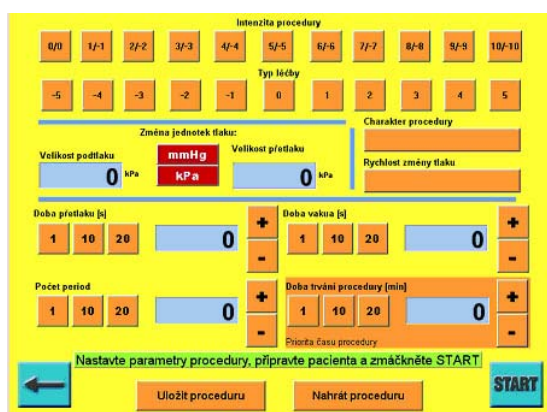 Intenzita procedury
0/0 1/-1 2/-2 3/-3 4/-4 5/-5 6/-6 7/-7 8/-8 9/-9 10/-10
Typ léčby
-5 -4 -3 -2 -1 0 1 2 3 4 5
Změna jednotek tlaku:
Charakter procedury
Velikost podtlaku
mmHg
Velikost přetlaku
0 kPa
kPa
0 kPa
Rychlost změny tlaku
Doba přetlaku [s]
1 10 20 0 + -
Doba vakua [s]
1 10 20 0 + -
Počet period
1 10 20 0 + -
Doba trvání procedury [min]
1 10 20 0 + -
Priorita času procedury
Nastavte parametry procedury, připravte pacienta a zmáčkněte START
Uložit proceduru
Nahrát proceduru
START